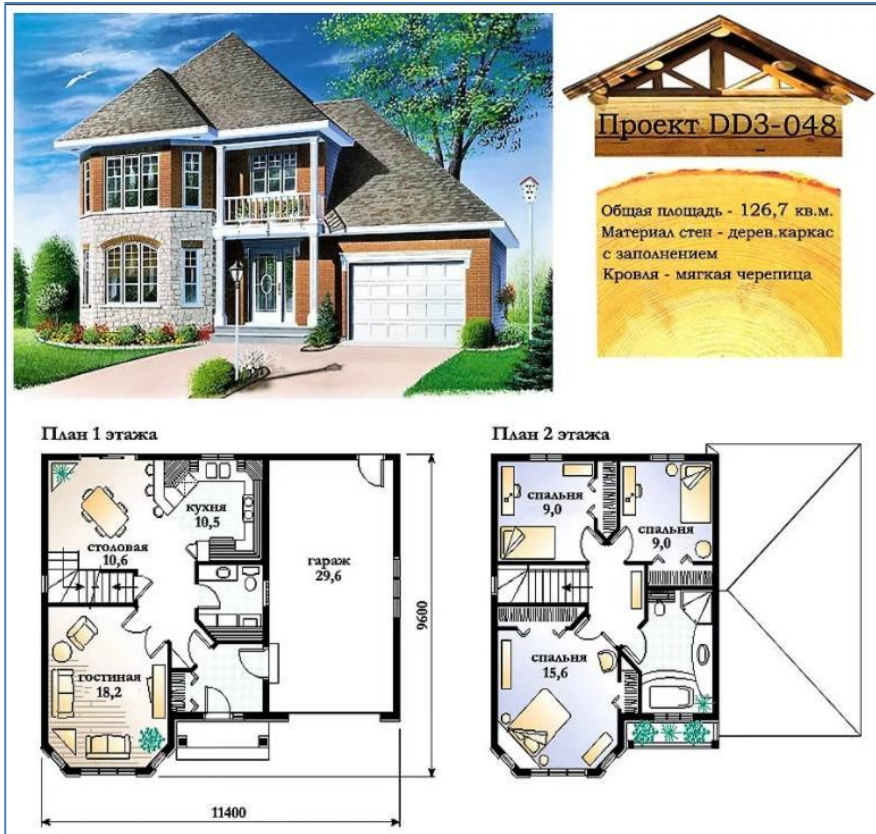 Проект DD3-048
Общая площадь - 126,7 кв.м.
Материал стен - дерев.каркас
с заполнением
Кровля - мягкая черепица
План 1 этажа
кухня
10,5
столовая
10,6
гараж
29,6
гостиная
18,2
9600
11400
План 2 этажа
спальня
9,0
спальня
9,0
спальня
15,6